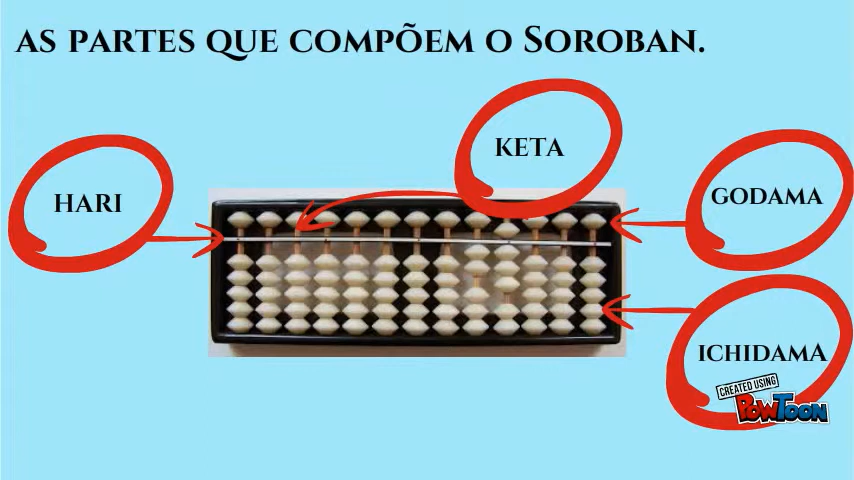 AS PARTES QUE COMPÕEM O SOROBAN.
KETA
HARI
GODAMA
ICHIDAMA
CREATED USING
POWTOON